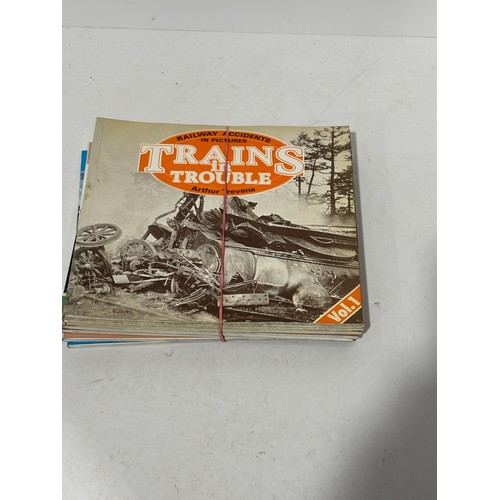 RAILWAY ACCIDENTS
IN PICTURES
TRAINS
in
TROUBLE
Arthur Trevena
Vol. 1